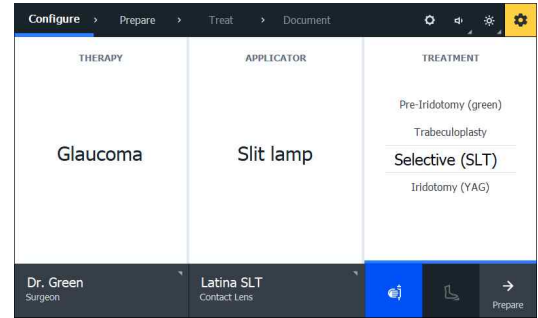 Configure > Prepare > Treat > Document
THERAPY
Glaucoma
APPLICATOR
Slit lamp
TREATMENT
Pre-Iridotomy (green)
Trabeculoplasty
Selective (SLT)
Iridotomy (YAG)
Dr. Green
Surgeon
Latina SLT
Contact Lens
Prepare